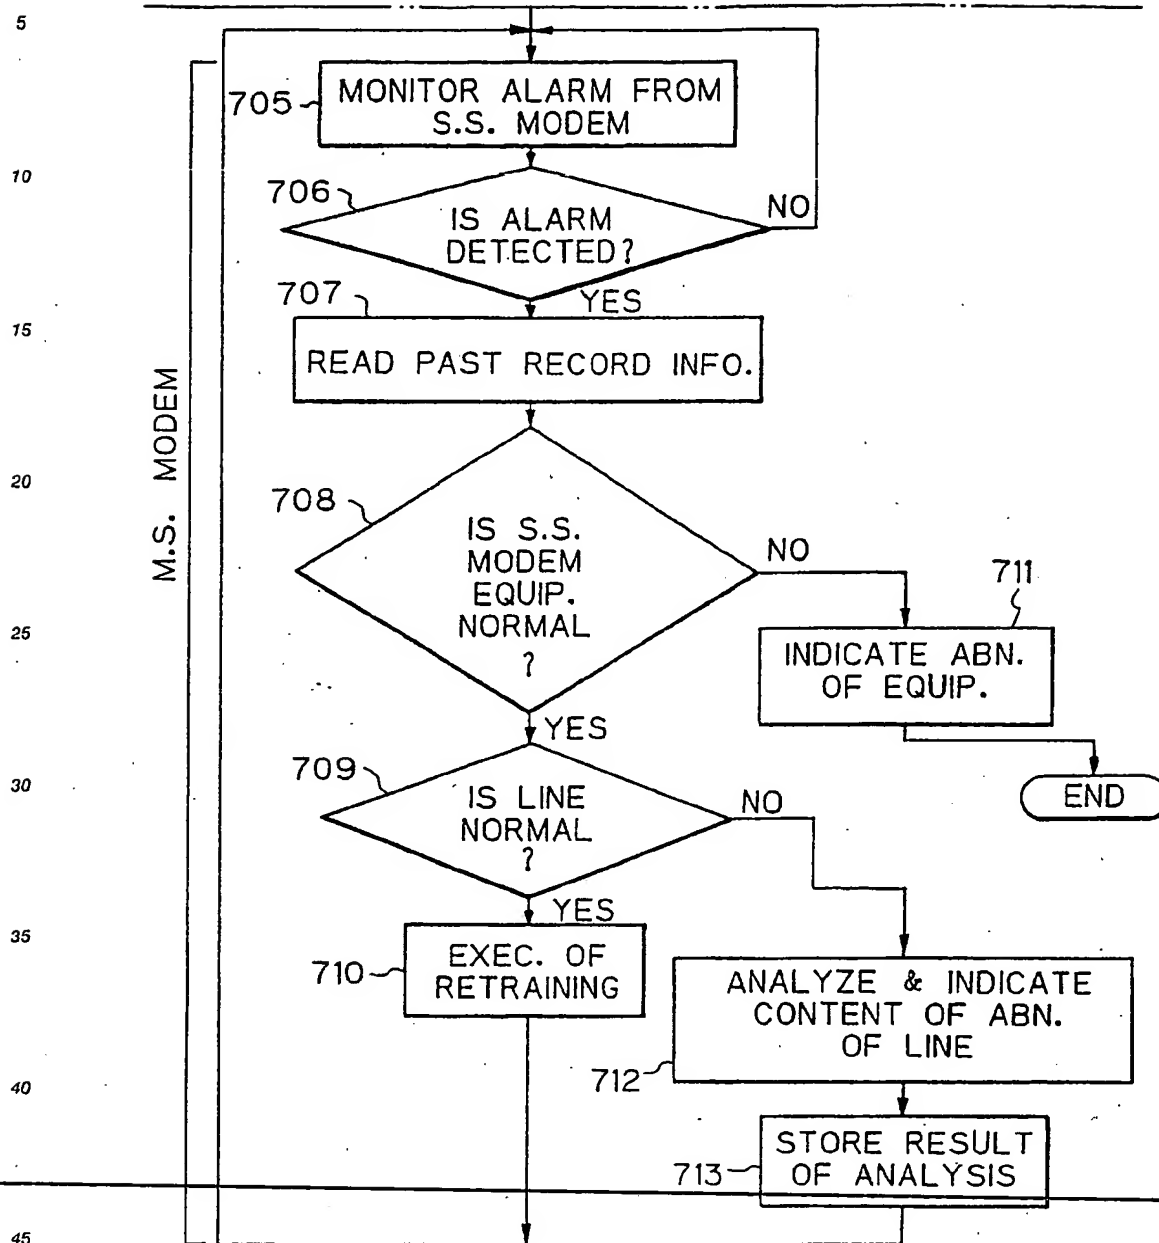 5
705
MONITOR ALARM FROM
S.S. MODEM
10
706
IS ALARM
DETECTED?
NO
YES
707
15
READ PAST RECORD INFO.
M.S. MODEM
20
708
IS S.S.
MODEM
EQUIP.
NORMAL
?
NO
711
25
INDICATE ABN.
OF EQUIP.
YES
709
30
IS LINE
NORMAL
?
NO
END
YES
35
710
EXEC. OF
RETRAINING
ANALYZE & INDICATE
CONTENT OF ABN.
OF LINE
712
40
713
STORE RESULT
OF ANALYSIS
45